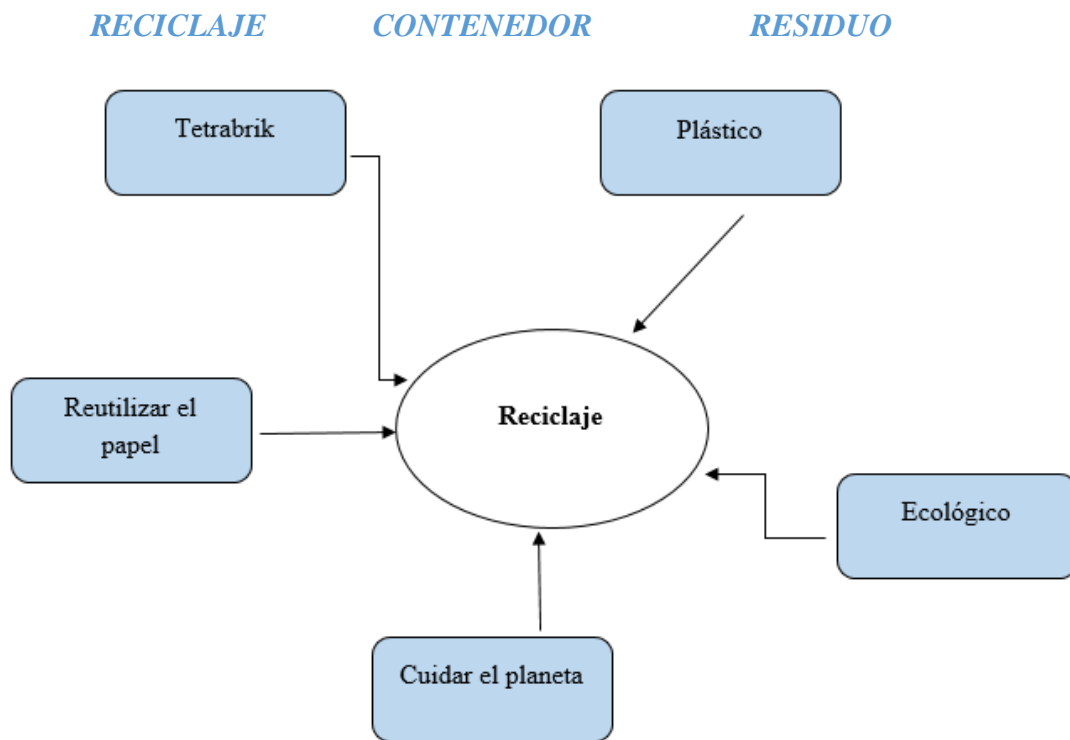 RECICLAJE CONTENEDOR RESIDUO
Tetrabrik
Plástico
Reciclaje
Reutilizar el
papel
Ecológico
Cuidar el planeta